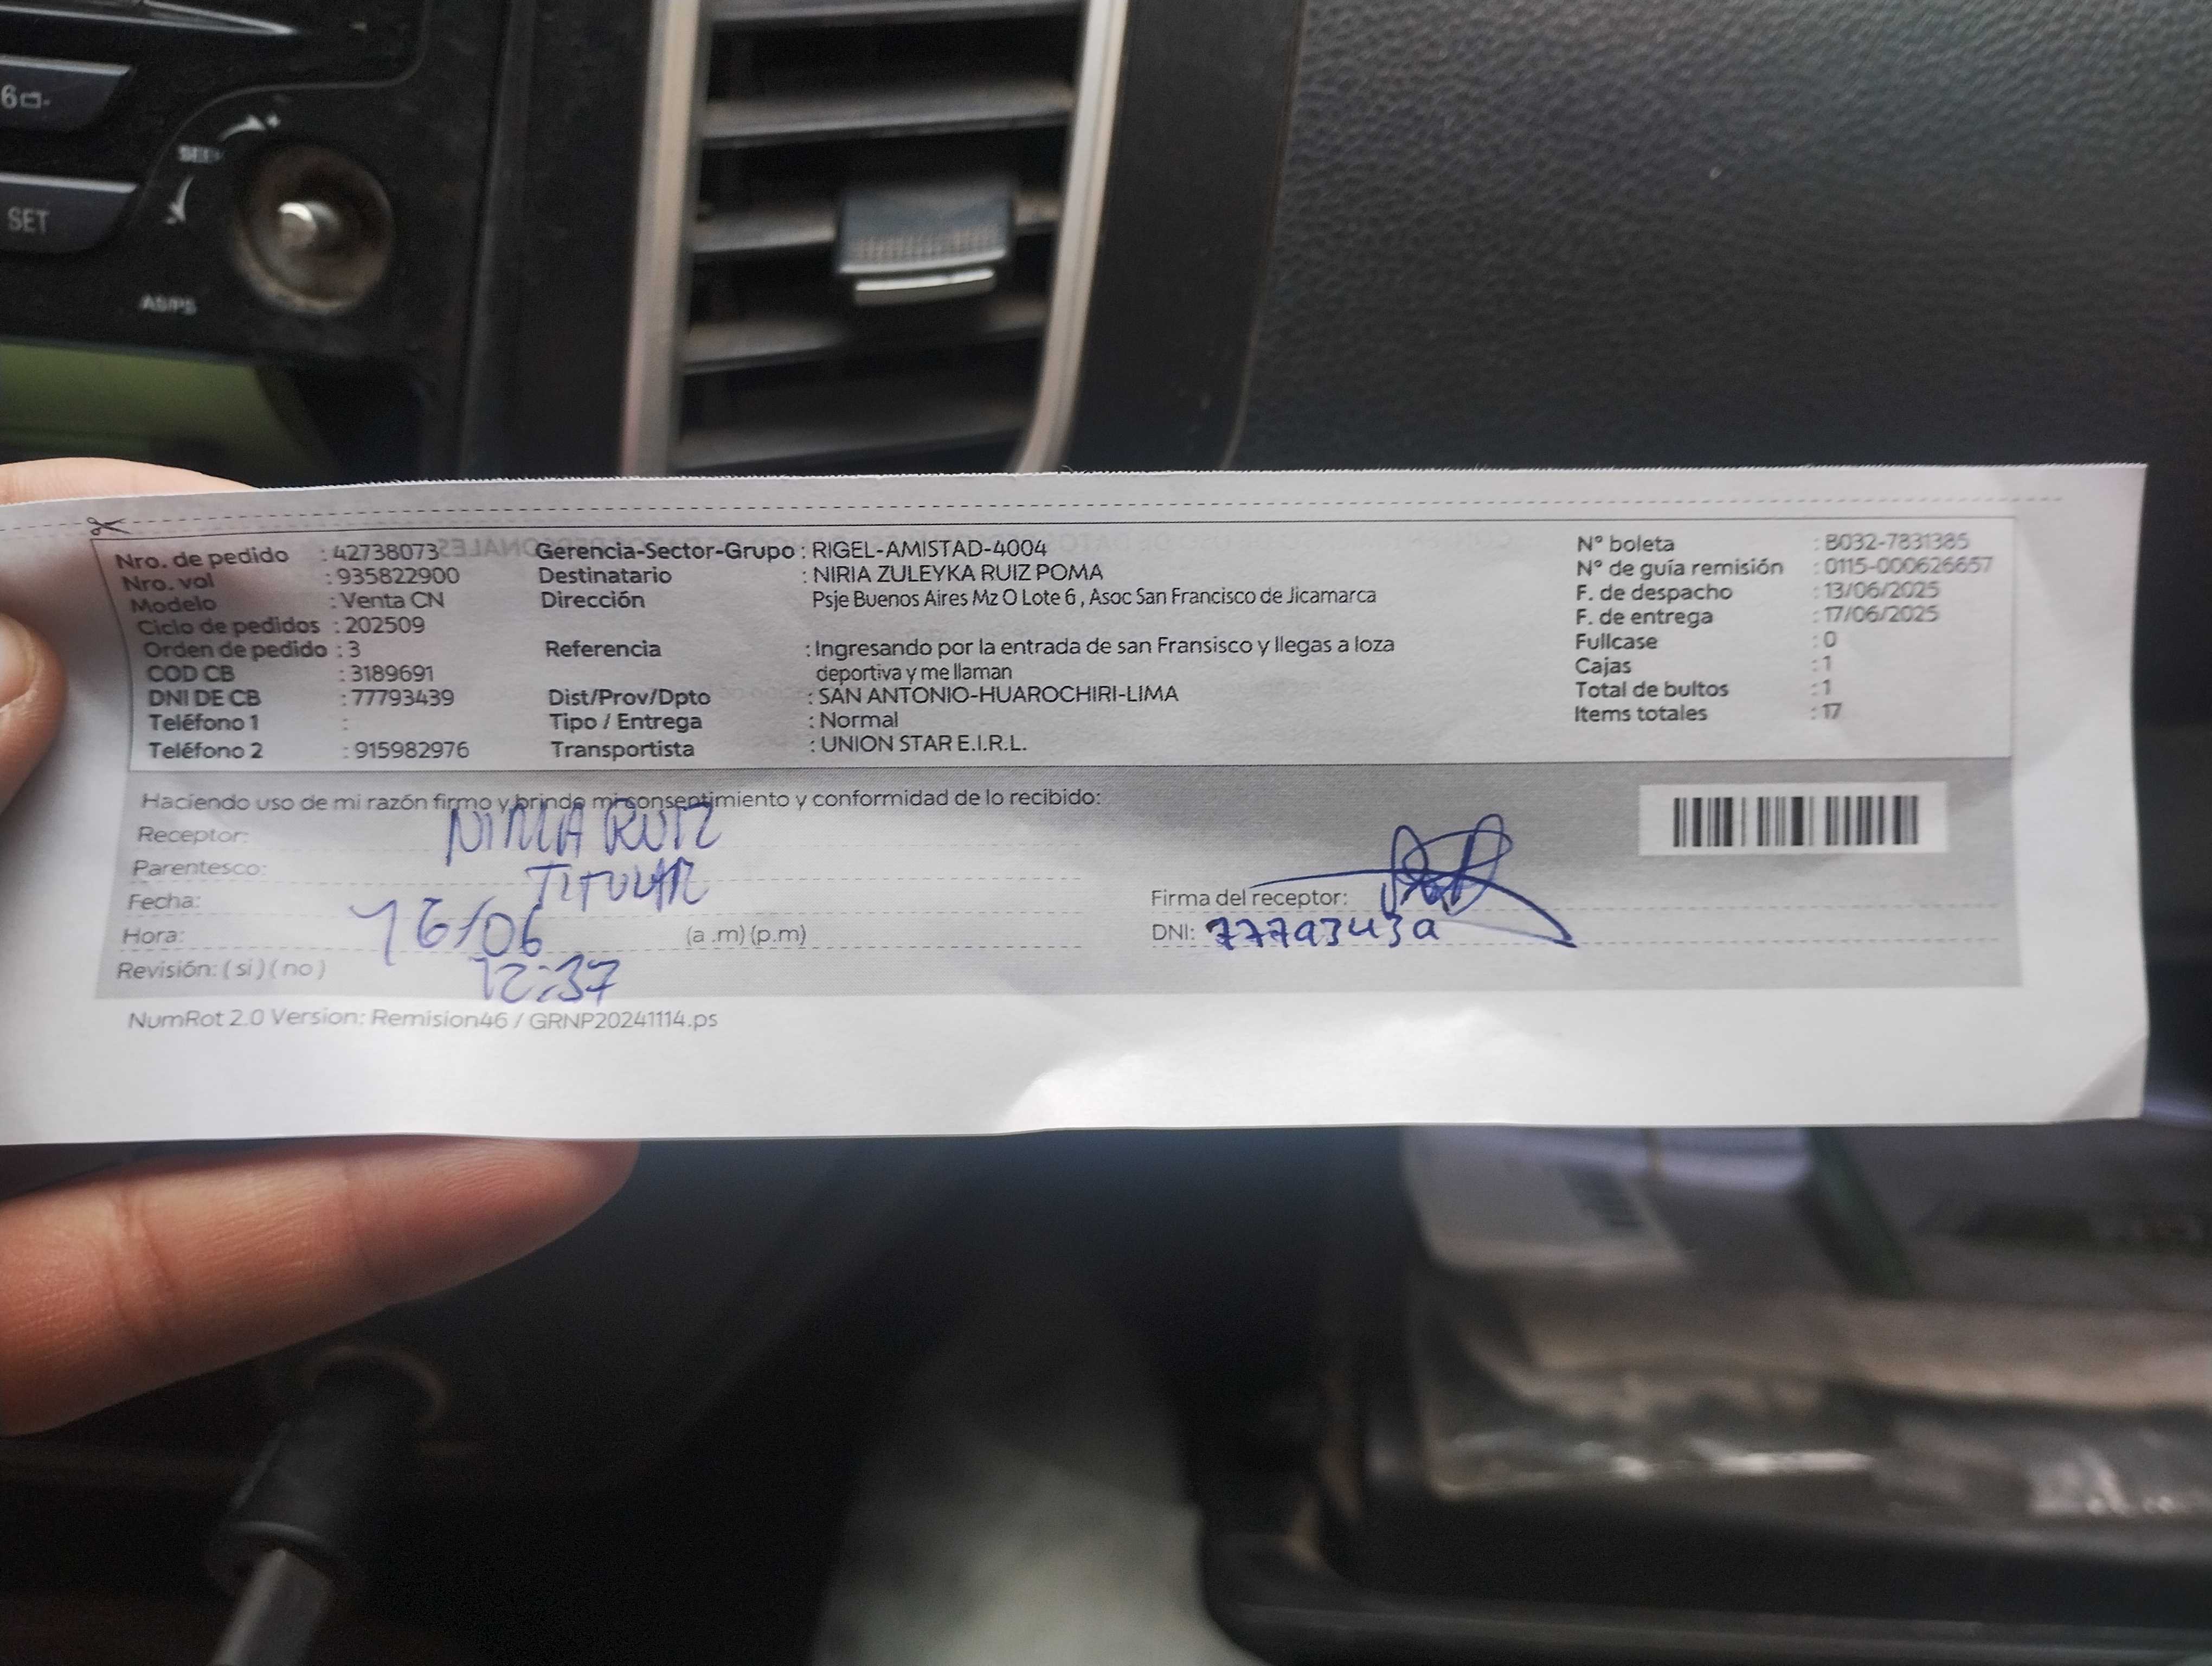 6
SEEK
SET
AS/PS
Nro. de pedido : 42738073
Nro. vol : 935822900
Modelo : Venta CN
Ciclo de pedidos : 202509
Orden de pedido : 3
COD CB : 3189691
DNI DE CB : 77793439
Teléfono 1 :
Teléfono 2 : 915982976
Gerencia-Sector-Grupo : RIGEL-AMISTAD-4004
Destinatario : NIRIA ZULEYKA RUIZ POMA
Dirección Psje Buenos Aires Mz O Lote 6 , Asoc San Francisco de Jicamarca
Referencia : Ingresando por la entrada de san Fransisco y llegas a loza
deportiva y me llaman
Dist/Prov/Dpto : SAN ANTONIO-HUAROCHIRI-LIMA
Tipo / Entrega : Normal
Transportista : UNION STAR E.I.R.L.
N° boleta : B032-7831385
N° de guía remisión : 0115-000626657
F. de despacho : 13/06/2025
F. de entrega : 17/06/2025
Fullcase : 0
Cajas : 1
Total de bultos : 1
Items totales : 17
Haciendo uso de mi razón firmo y brindo mi consentimiento y conformidad de lo recibido:
Receptor: NIRIA RUIZ
Parentesco: TITULAR
Fecha: 16/06
Hora: 12:37 (a .m) (p.m)
Revisión: ( si ) ( no )
Firma del receptor:
DNI: 77793439
NumRot 2.0 Version: Remision46 / GRNP20241114.ps